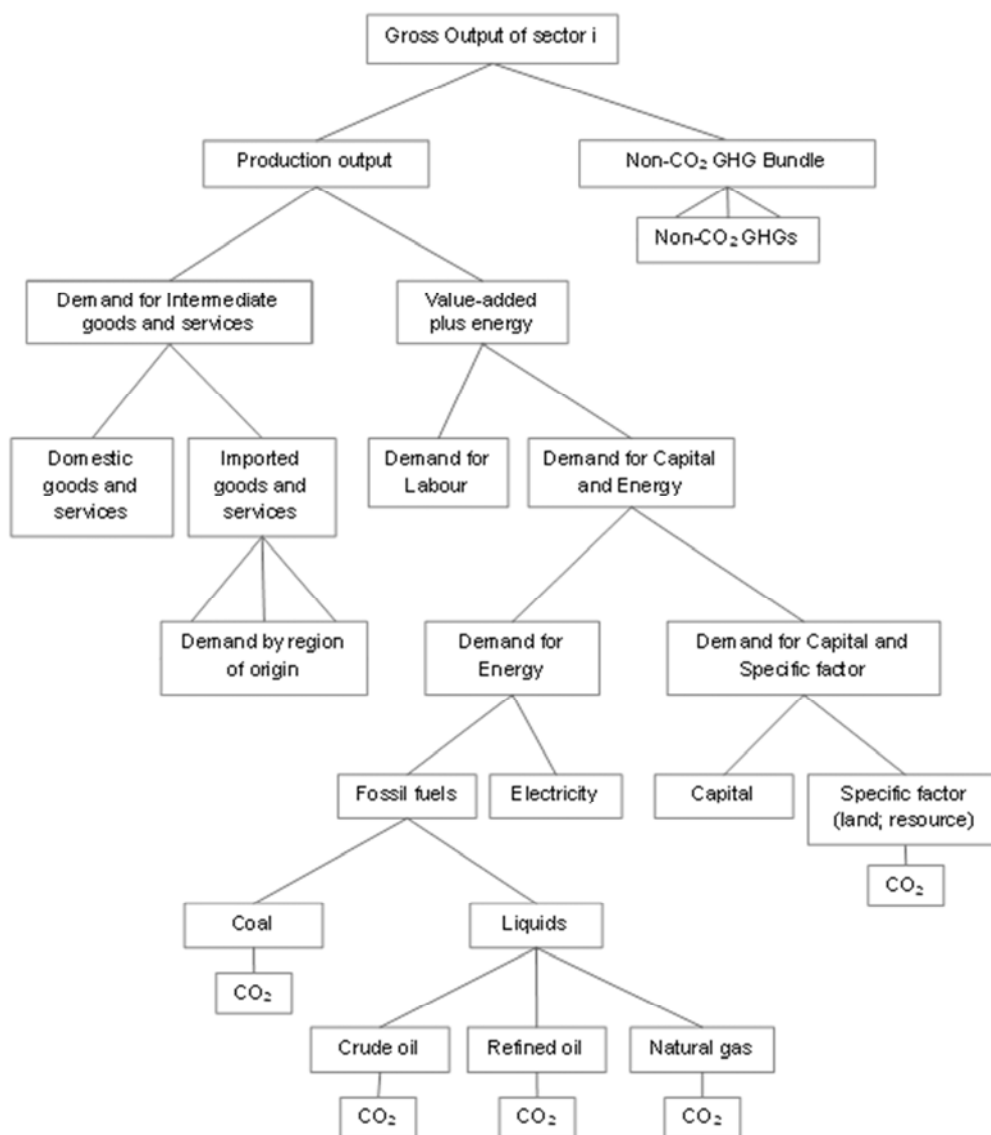 Gross Output of sector i
Production output
Non-CO₂ GHG Bundle
Non-CO₂ GHGs
Demand for Intermediate
goods and services
Value-added
plus energy
Domestic
goods and
services
Imported
goods and
services
Demand for
Labour
Demand for Capital
and Energy
Demand by region
of origin
Demand for
Energy
Demand for Capital and
Specific factor
Fossil fuels
Electricity
Capital
Specific factor
(land; resource)
CO₂
Coal
Liquids
CO₂
Crude oil
Refined oil
Natural gas
CO₂
CO₂
CO₂